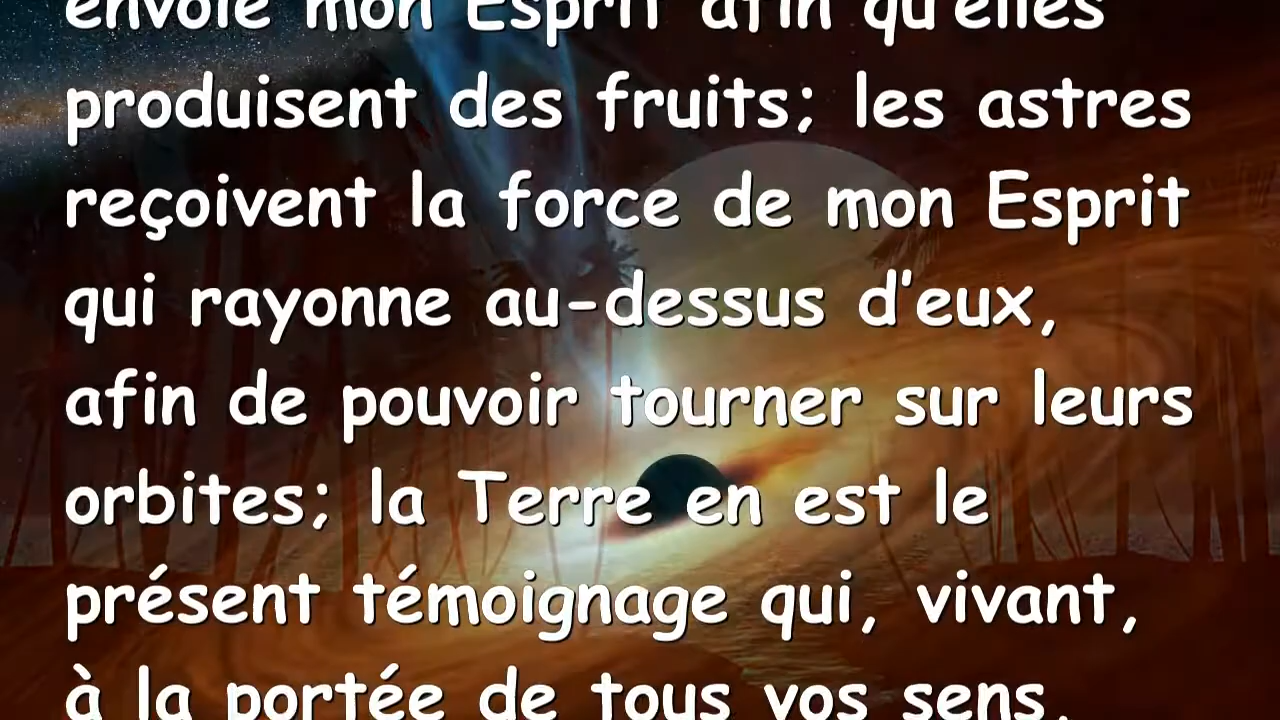 envoie mon Esprit afin qu'elles
produisent des fruits; les astres
reçoivent la force de mon Esprit
qui rayonne au-dessus d'eux,
afin de pouvoir tourner sur leurs
orbites; la Terre en est le
présent témoignage qui, vivant,
à la portée de tous vos sens,